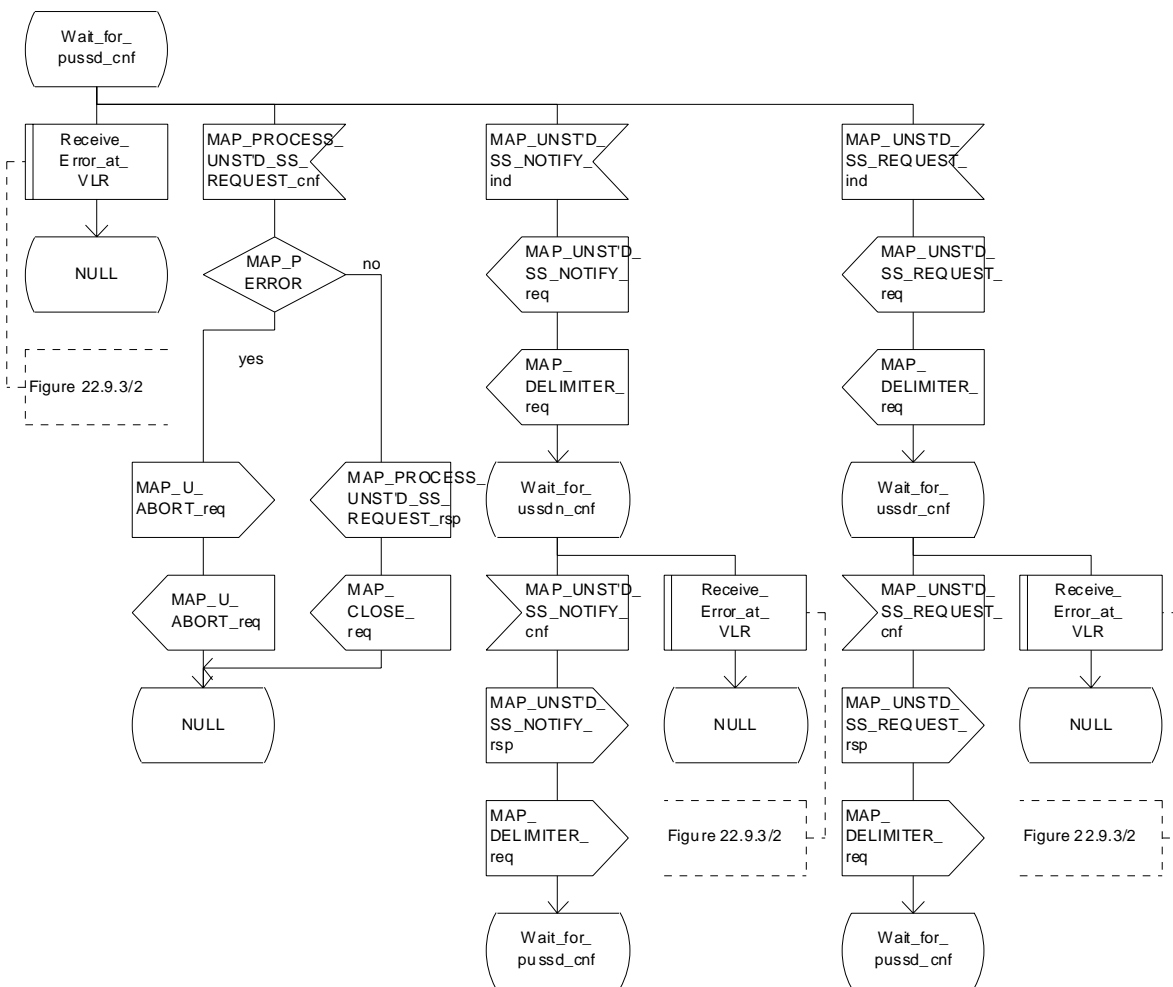 Wait_for_
pussd_cnf
Receive_
Error_at_
VLR
MAP_PROCESS_
UNST'D_SS_
REQUEST_cnf
MAP_UNST'D_
SS_NOTIFY_
ind
MAP_UNST'D_
SS_REQUEST_
ind
NULL
MAP_P
ERROR
no
yes
MAP_UNST'D_
SS_NOTIFY_
req
MAP_UNST'D_
SS_REQUEST_
req
Figure 22.9.3/2
MAP_
DELIMITER_
req
MAP_
DELIMITER_
req
MAP_U_
ABORT_req
MAP_PROCESS_
UNST'D_SS_
REQUEST_rsp
Wait_for_
ussdn_cnf
Wait_for_
ussdr_cnf
MAP_U_
ABORT_req
MAP_
CLOSE_
req
MAP_UNST'D_
SS_NOTIFY_
cnf
Receive_
Error_at_
VLR
MAP_UNST'D_
SS_REQUEST_
cnf
Receive_
Error_at_
VLR
NULL
MAP_UNST'D_
SS_NOTIFY_
rsp
NULL
MAP_UNST'D_
SS_REQUEST_
rsp
NULL
MAP_
DELIMITER_
req
Figure 22.9.3/2
MAP_
DELIMITER_
req
Figure 22.9.3/2
Wait_for_
pussd_cnf
Wait_for_
pussd_cnf